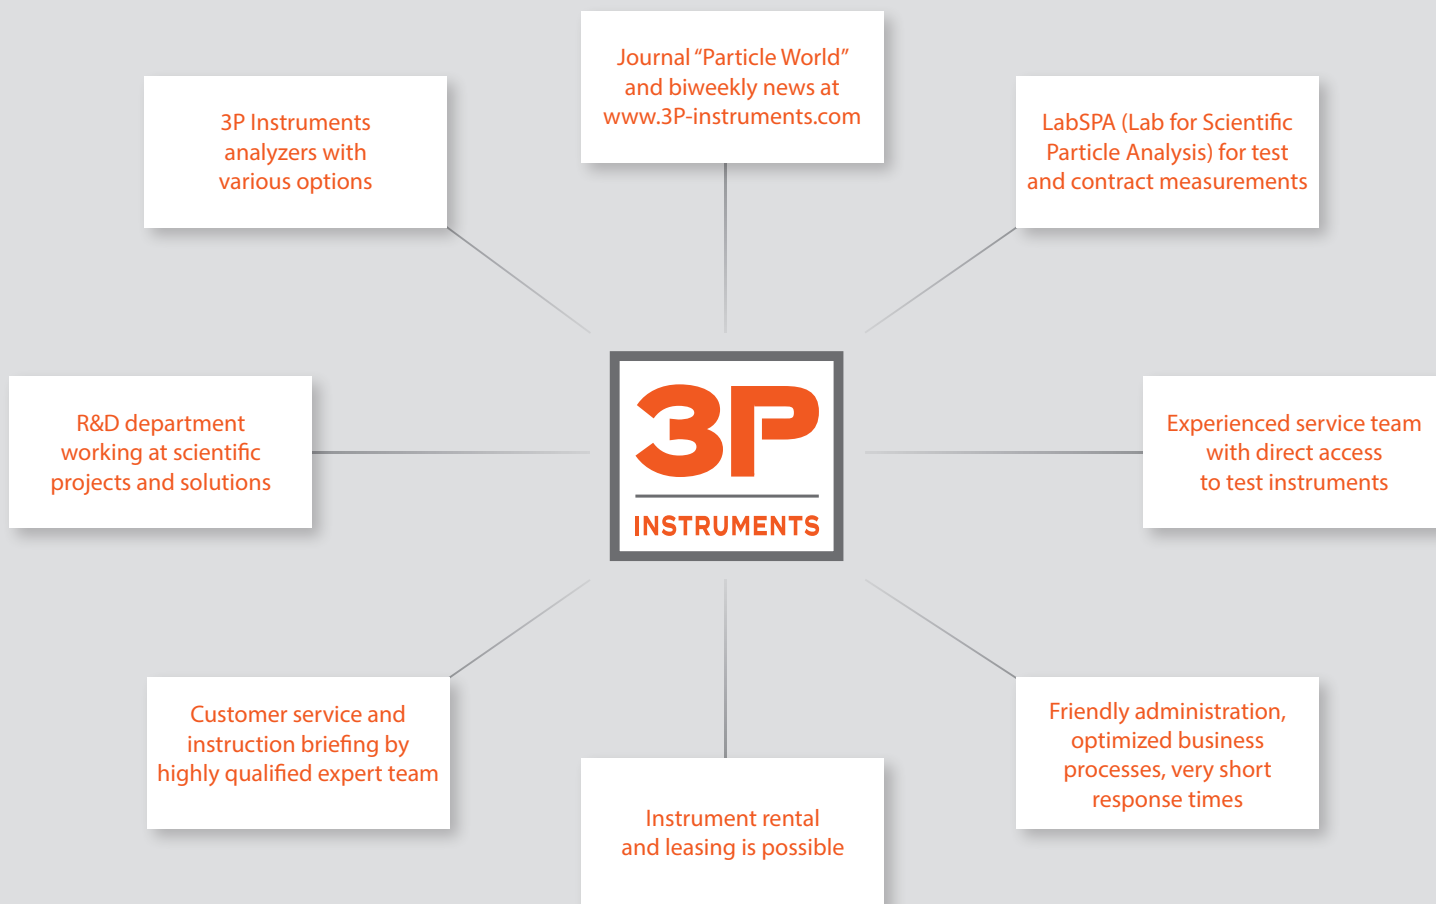 Journal “Particle World”
and biweekly news at
www.3P-instruments.com
3P Instruments
analyzers with
various options
LabSPA (Lab for Scientific
Particle Analysis) for test
and contract measurements
R&D department
working at scientific
projects and solutions
3P
INSTRUMENTS
Experienced service team
with direct access
to test instruments
Customer service and
instruction briefing by
highly qualified expert team
Instrument rental
and leasing is possible
Friendly administration,
optimized business
processes, very short
response times